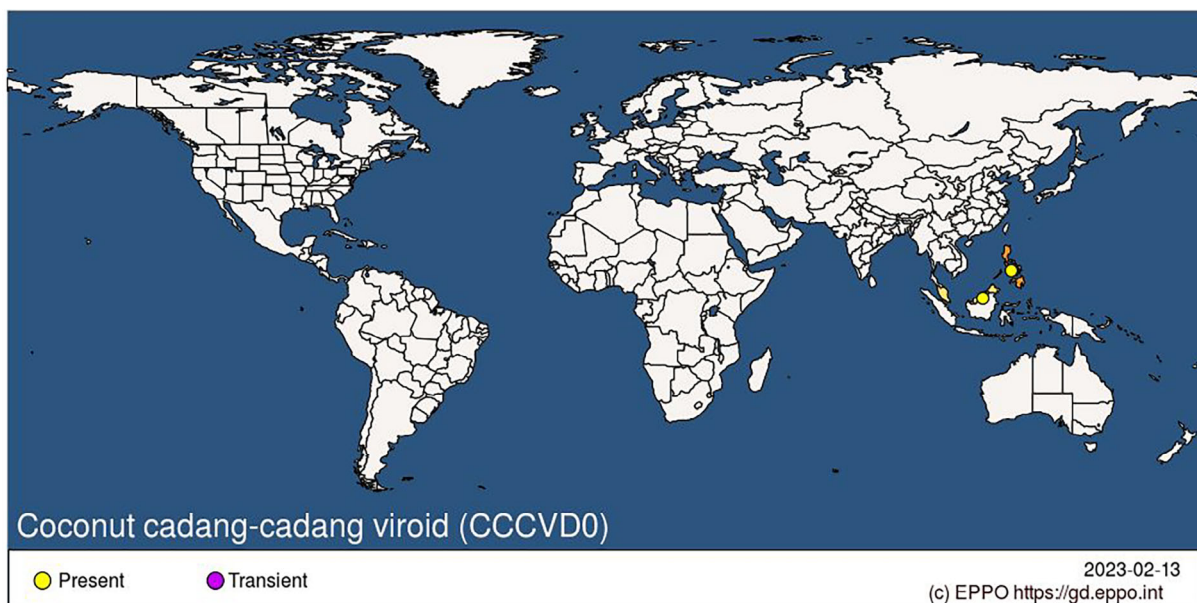 Coconut cadang-cadang viroid (CCCVD0)
Present
Transient
2023-02-13
(c) EPPO https://gd.eppo.int